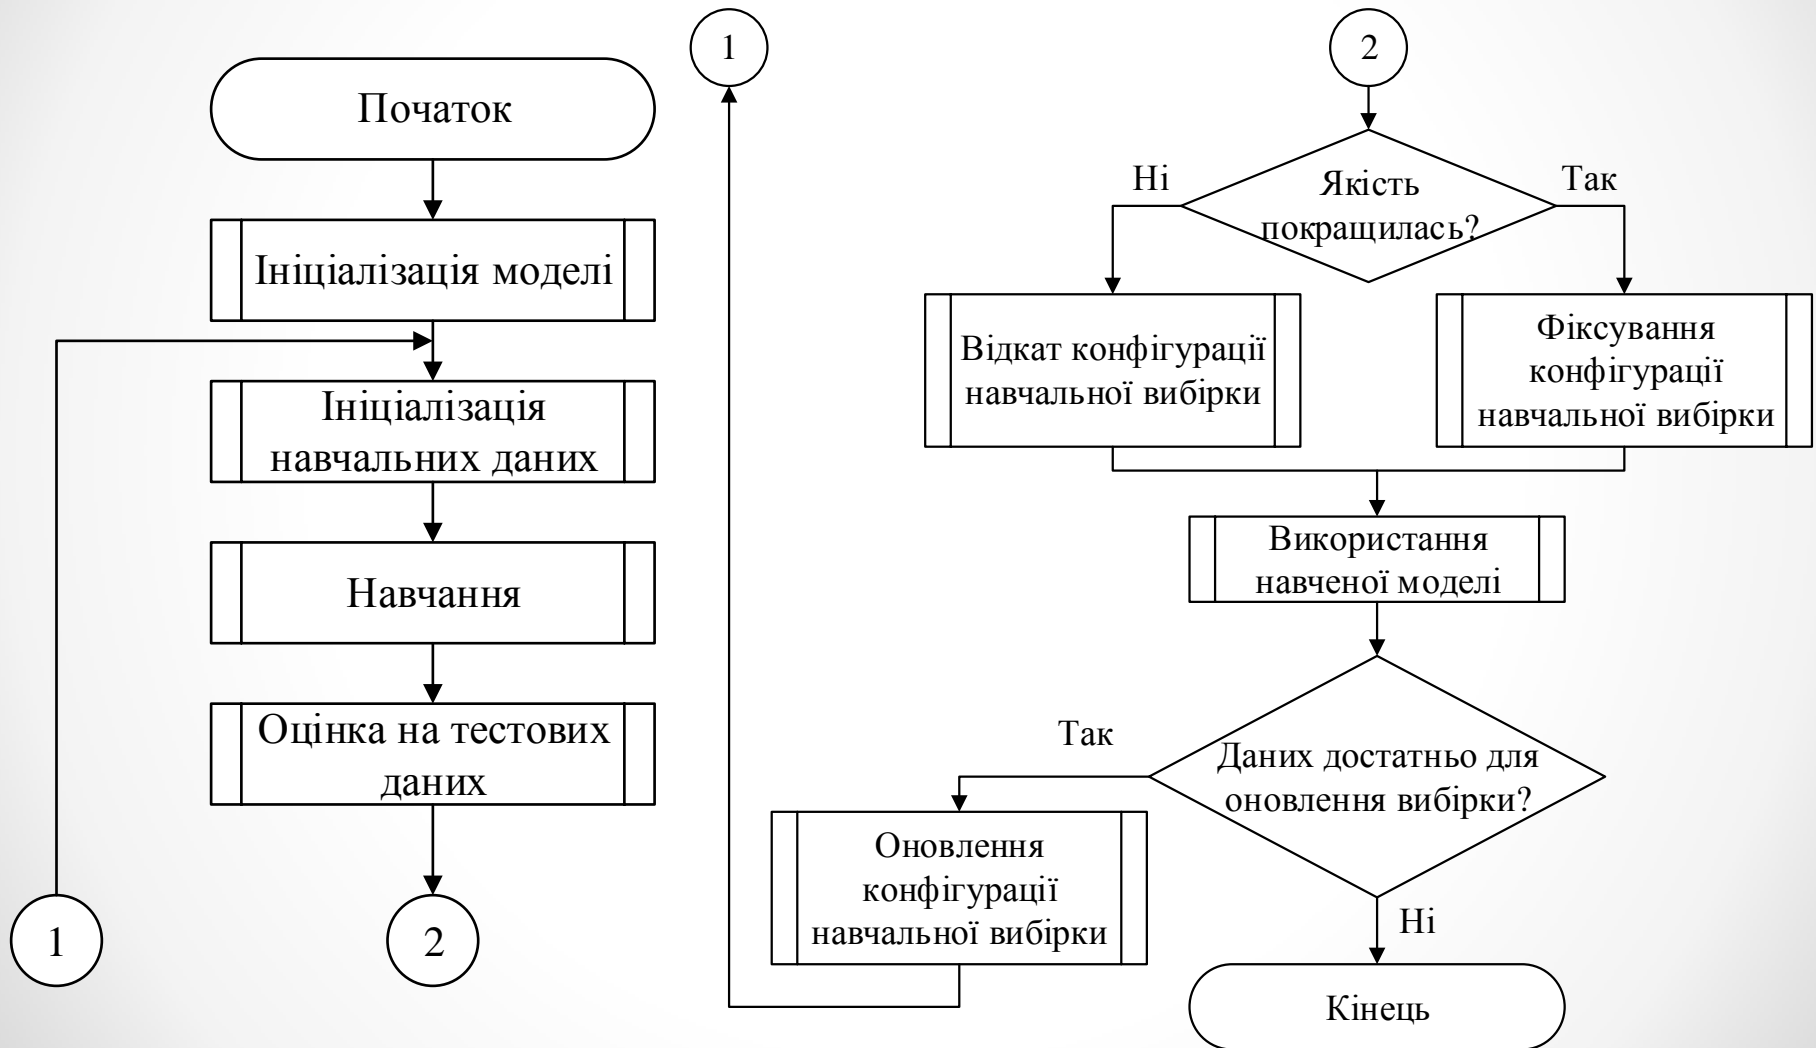 Початок
Ініціалізація моделі
Ініціалізація
навчальних даних
Навчання
Оцінка на тестових
даних
1
2
1
2
Якість
покращилась?
Ні
Так
Відкат конфігурації
навчальної вибірки
Фіксування
конфігурації
навчальної вибірки
Використання
навченої моделі
Даних достатньо для
оновлення вибірки?
Так
Оновлення
конфігурації
навчальної вибірки
Ні
Кінець